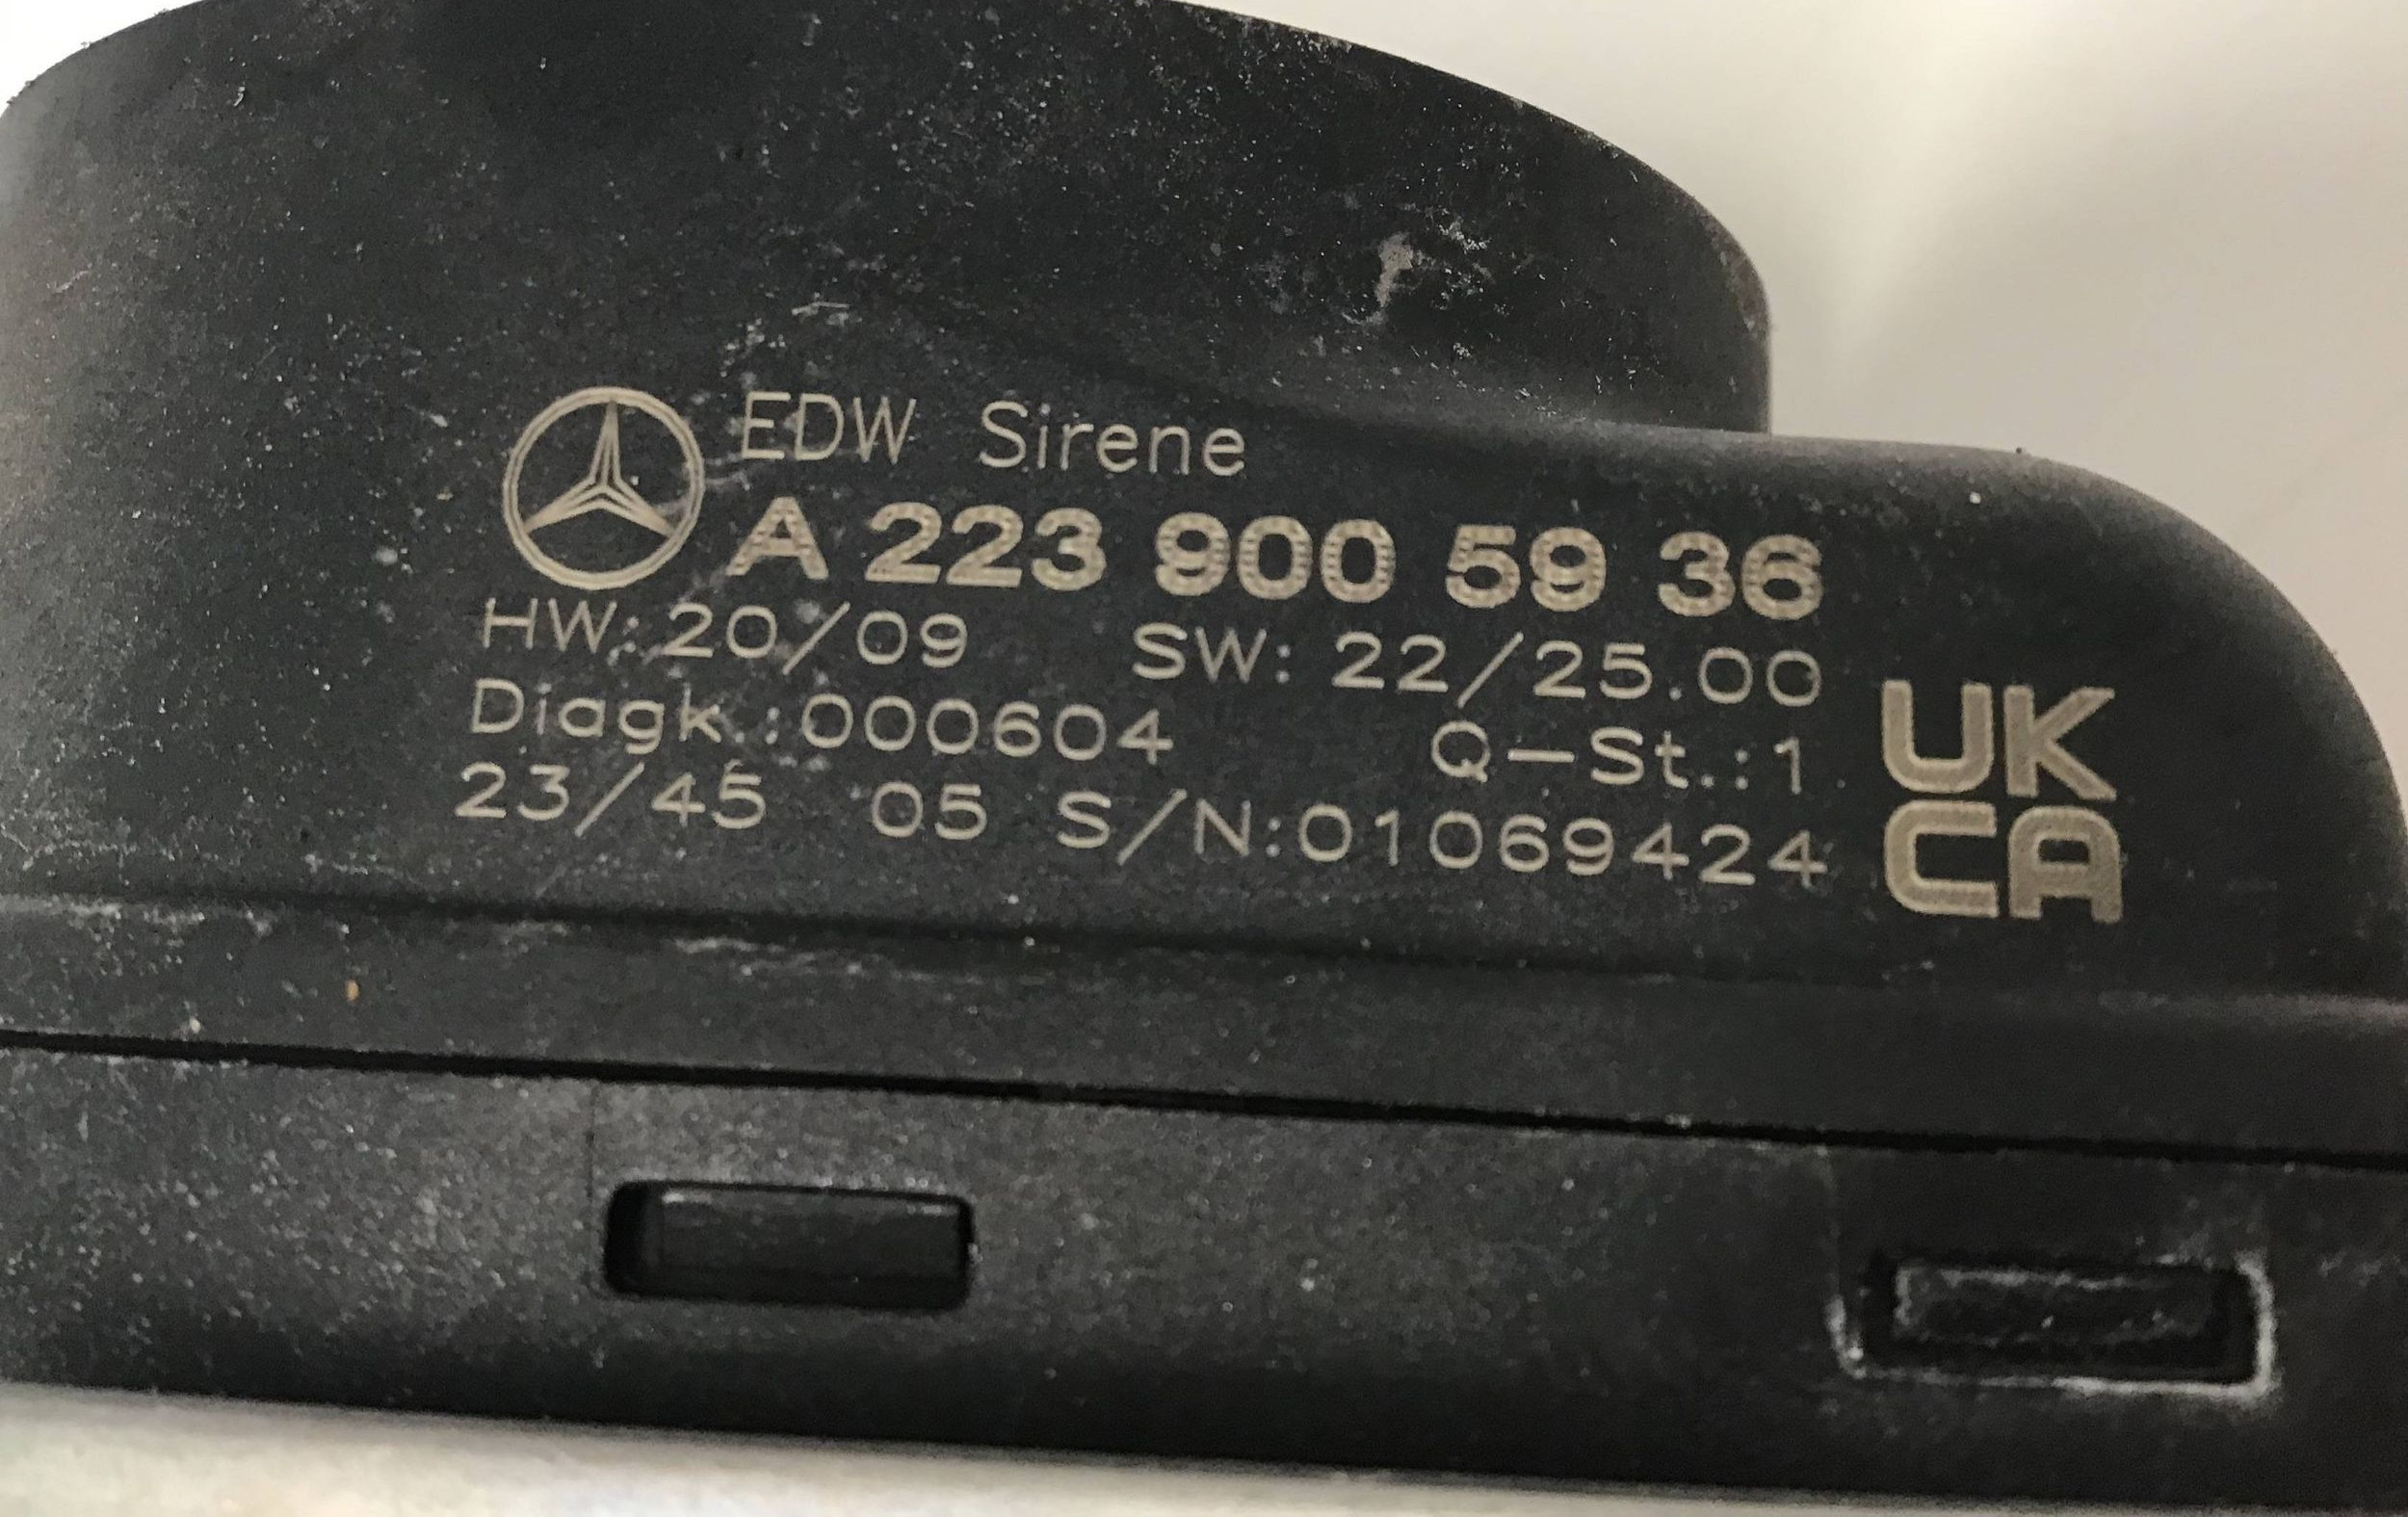 EDW Sirene
A 223 900 59 36
HW: 20/09 SW: 22/25.00
Diagk.:000604 Q-St.:1
23/45 05 S/N:01069424
UK
CA